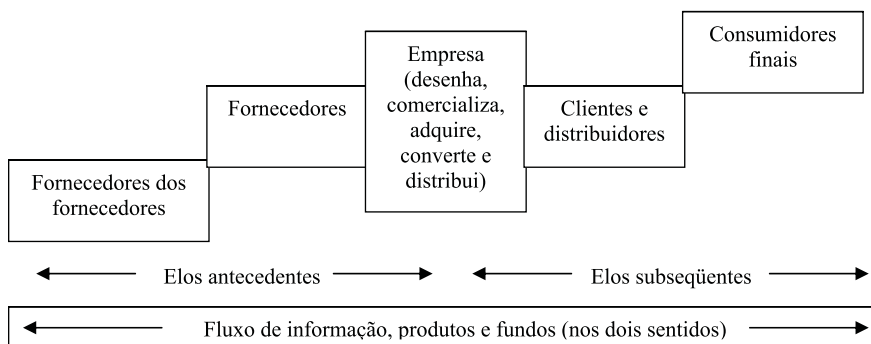 Fornecedores dos
fornecedores
Fornecedores
Empresa
(desenha,
comercializa,
adquire,
converte e
distribui)
Clientes e
distribuidores
Consumidores
finais
Elos antecedentes
Elos subseqüentes
Fluxo de informação, produtos e fundos (nos dois sentidos)